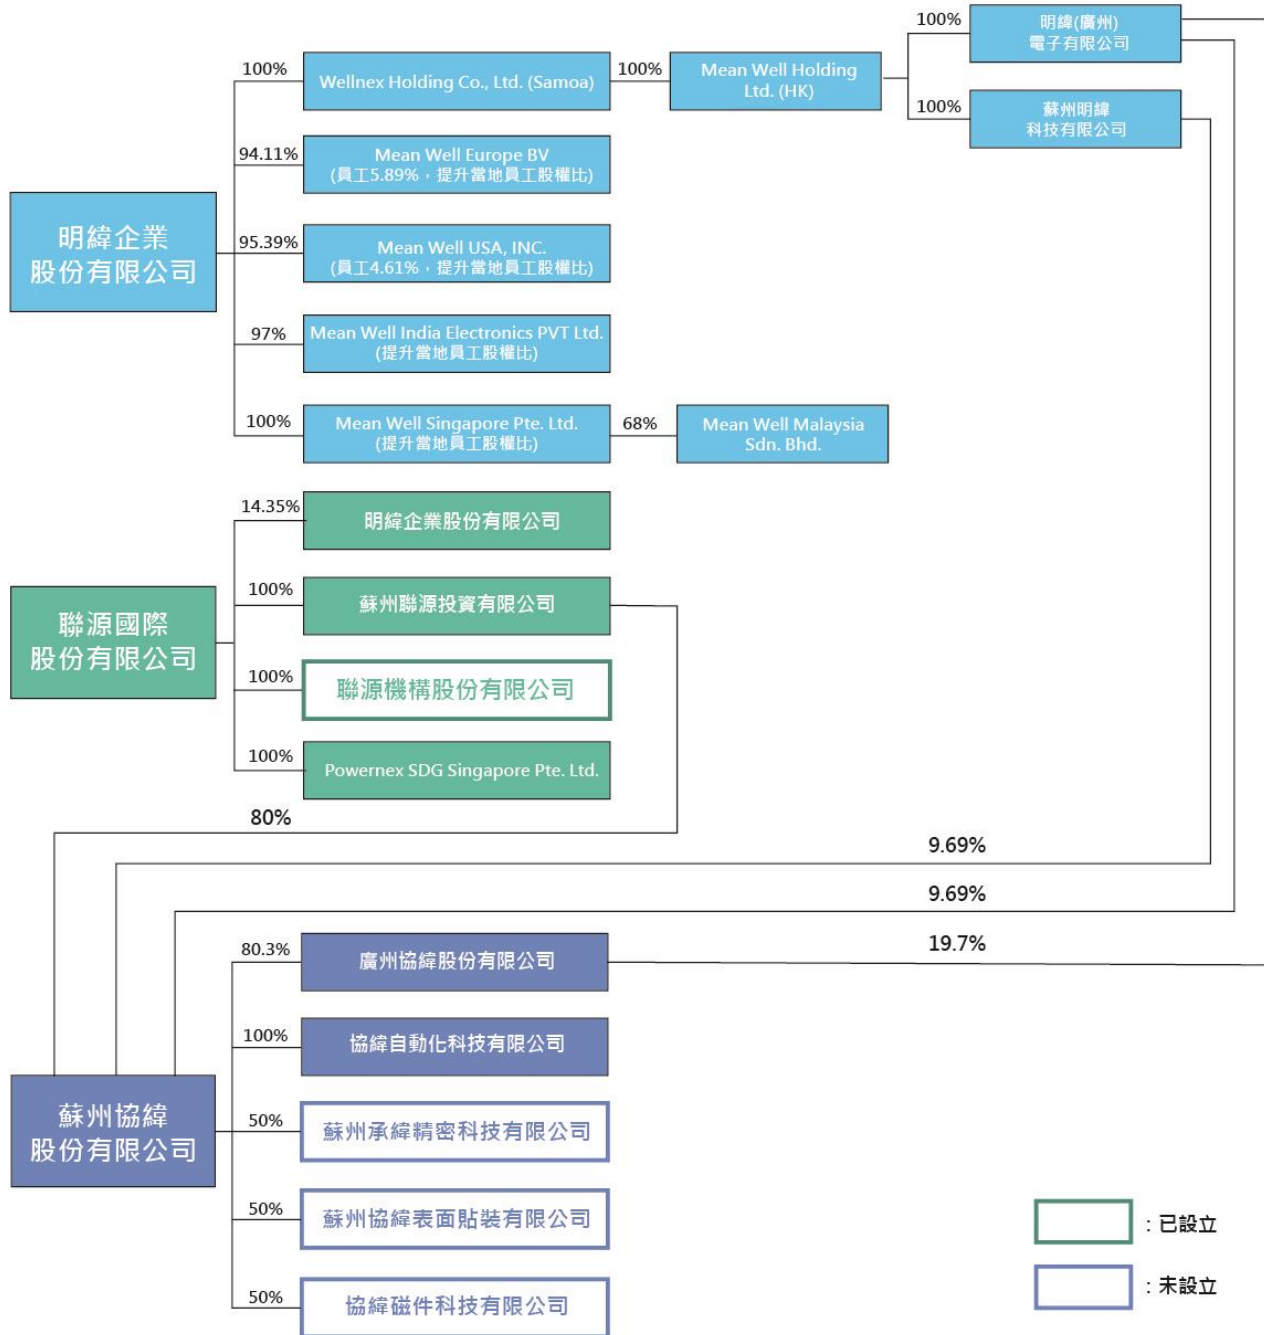 100%
明緯(廣州)
電子有限公司
100%
Wellnex Holding Co., Ltd. (Samoa)
100%
Mean Well Holding
Ltd. (HK)
100%
蘇州明緯
科技有限公司
94.11%
Mean Well Europe BV
(員工5.89%，提升當地員工股權比)
明緯企業
股份有限公司
95.39%
Mean Well USA, INC.
(員工4.61%，提升當地員工股權比)
97%
Mean Well India Electronics PVT Ltd.
(提升當地員工股權比)
100%
Mean Well Singapore Pte. Ltd.
(提升當地員工股權比)
68%
Mean Well Malaysia
Sdn. Bhd.
14.35%
明緯企業股份有限公司
100%
蘇州聯源投資有限公司
聯源國際
股份有限公司
100%
聯源機構股份有限公司
100%
Powernex SDG Singapore Pte. Ltd.
80%
9.69%
9.69%
80.3%
廣州協緯股份有限公司
19.7%
100%
協緯自動化科技有限公司
蘇州協緯
股份有限公司
50%
蘇州承緯精密科技有限公司
50%
蘇州協緯表面貼裝有限公司
：已設立
50%
協緯磁件科技有限公司
：未設立